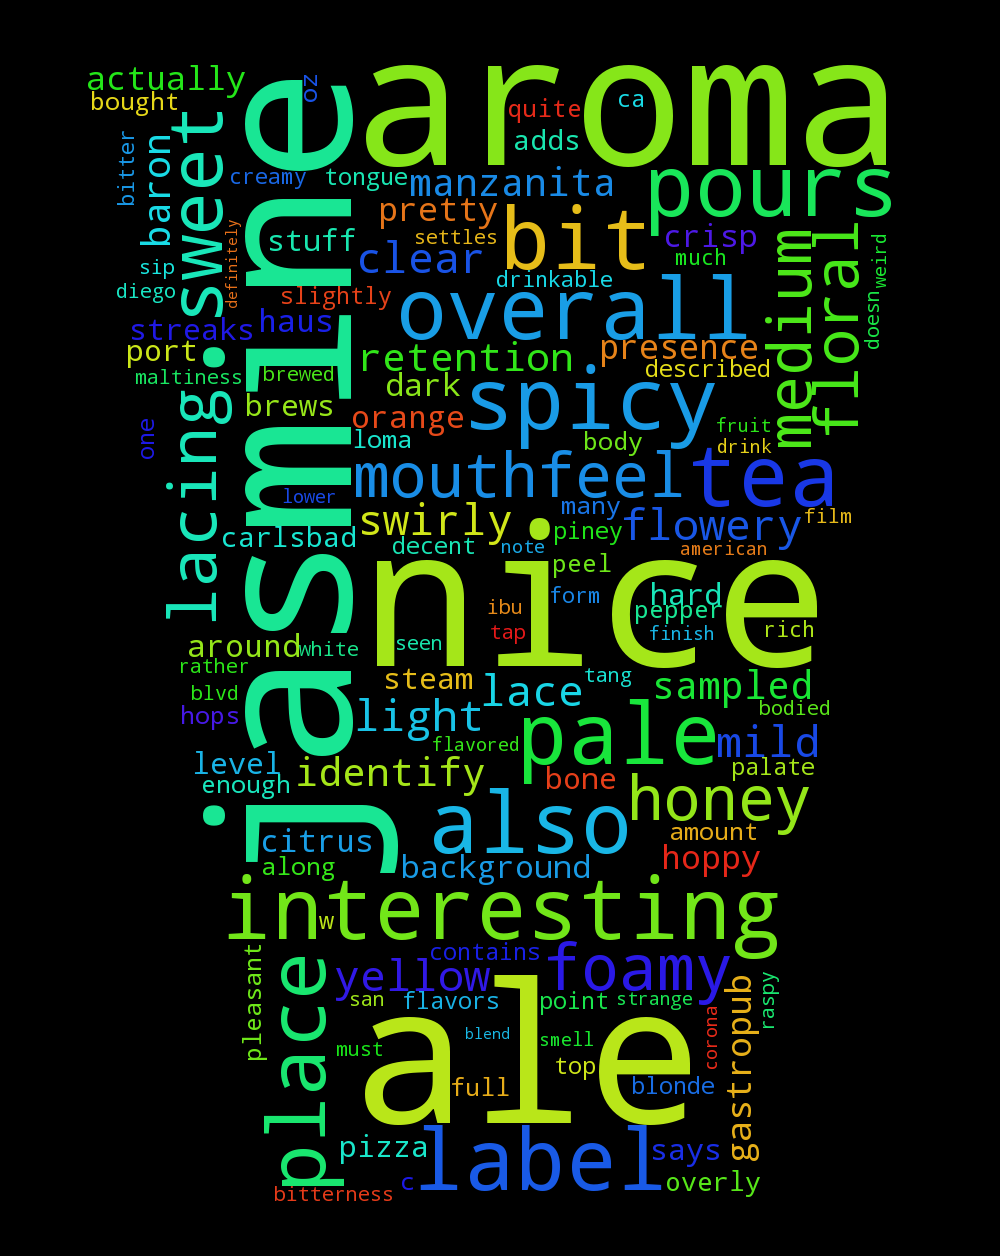 aroma
actually
oz
quite
ca
bought
adds
jasmine
sweet
bitter
baron
creamy
tongue
manzanita
pours
pretty
settles
bit
crisp
floral
medium
weird
sip
stuff
clear
much
definitely
diego
slightly
drinkable
overall
doesn
streaks
haus
port
retention
presence
described
maltiness
brewed
dark
spicy
lacing
brews
orange
fruit
one
loma
body
drink
mouthfeel
tea
lower
many
swirly
flowery
film
carlsbad
piney
decent
note
american
nice
peel
form
hard
ibu
pepper
tap
finish
rich
around
white
seen
rather
steam
lace
tang
sampled
blvd
hops
light
bodied
pale
mild
flavored
level
identify
bone
palate
enough
honey
also
citrus
amount
hoppy
along
background
interesting
w
pleasant
contains
foamy
place
yellow
gastropub
raspy
san
flavors
point
strange
ale
blend
corona
must
smell
top
full
blonde
pizza
label
says
c
overly
bitterness